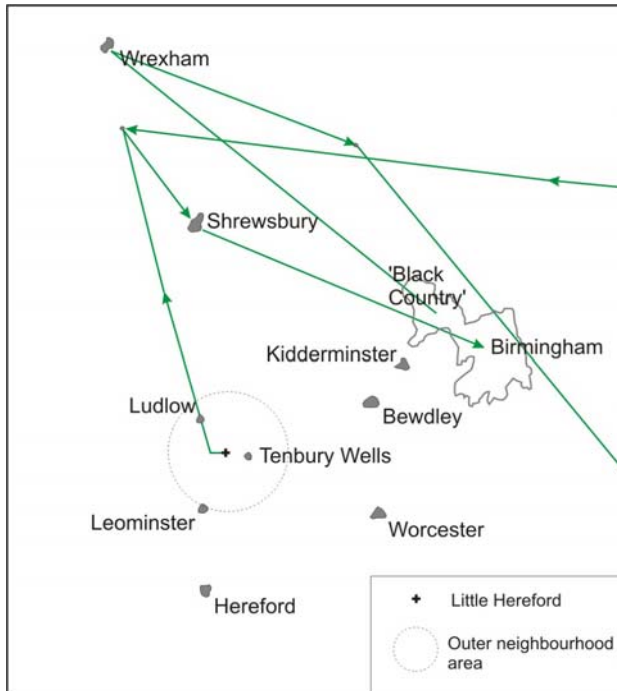 Wrexham
Shrewsbury
'Black
Country'
Birmingham
Kidderminster
Bewdley
Ludlow
Tenbury Wells
Leominster
Worcester
Hereford
Little Hereford
Outer neighbourhood
area